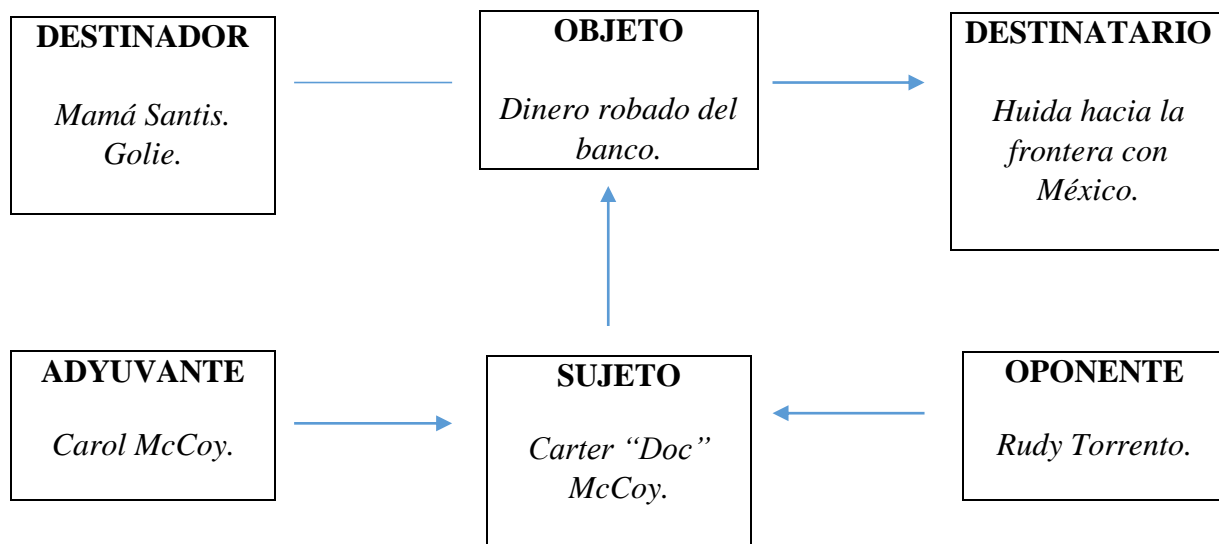 DESTINADOR
Mamá Santis.
Golie.
OBJETO
Dinero robado del
banco.
DESTINATARIO
Huida hacia la
frontera con
México.
ADYUVANTE
Carol McCoy.
SUJETO
Carter “Doc”
McCoy.
OPONENTE
Rudy Torrento.